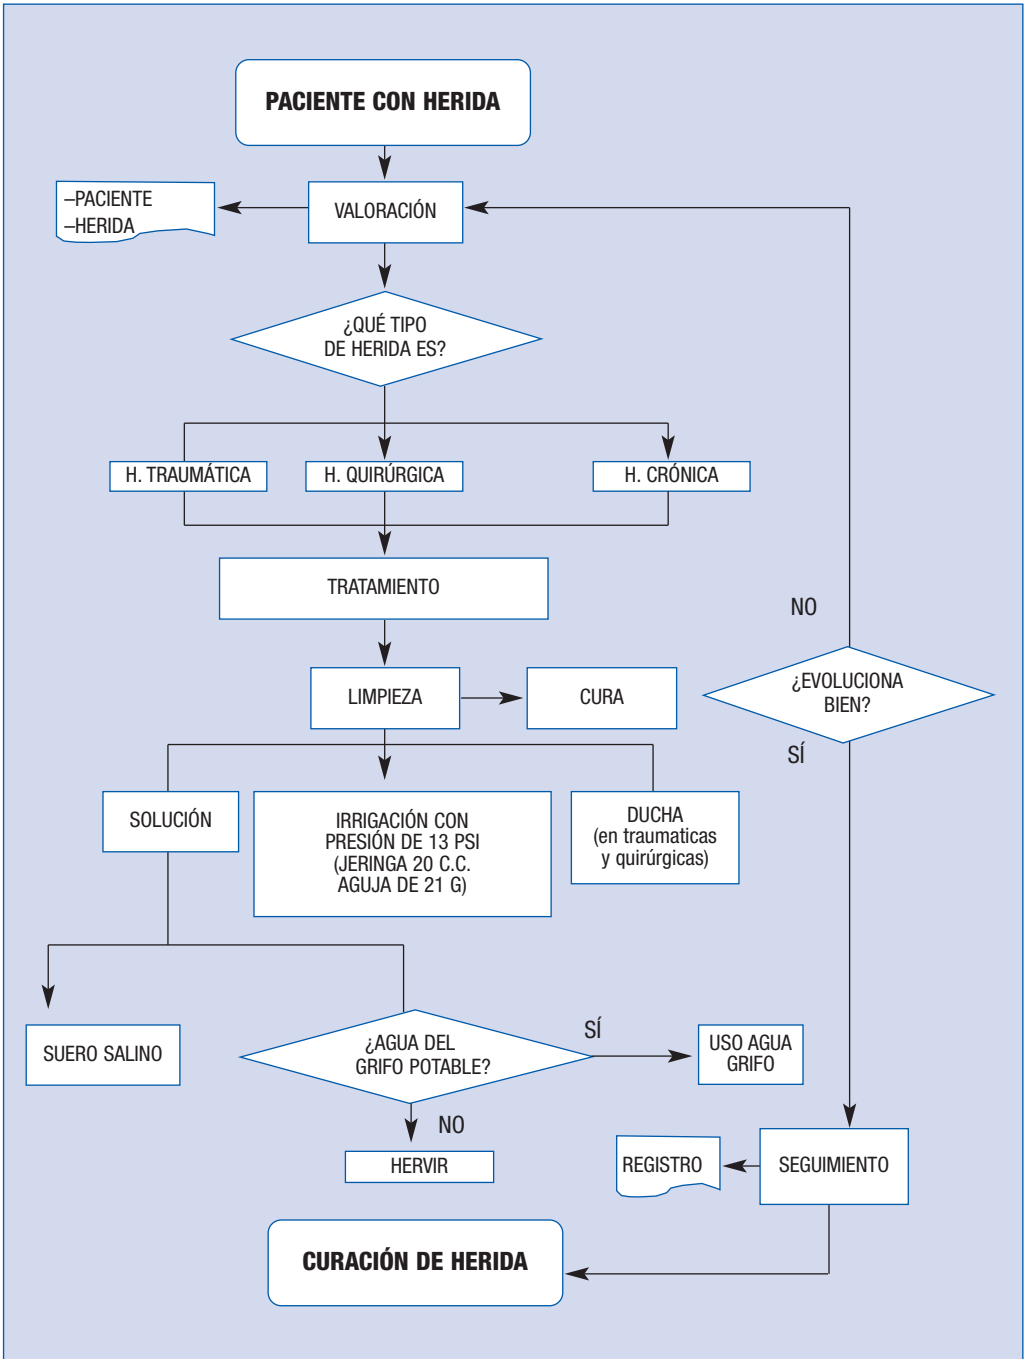 PACIENTE CON HERIDA
–PACIENTE
–HERIDA
VALORACIÓN
¿QUÉ TIPO
DE HERIDA ES?
H. TRAUMÁTICA
H. QUIRÚRGICA
H. CRÓNICA
TRATAMIENTO
NO
LIMPIEZA
CURA
¿EVOLUCIONA
BIEN?
SÍ
SOLUCIÓN
IRRIGACIÓN CON
PRESIÓN DE 13 PSI
(JERINGA 20 C.C.
AGUJA DE 21 G)
DUCHA
(en traumaticas
y quirúrgicas)
SUERO SALINO
¿AGUA DEL
GRIFO POTABLE?
SÍ
USO AGUA
GRIFO
NO
HERVIR
REGISTRO
SEGUIMIENTO
CURACIÓN DE HERIDA